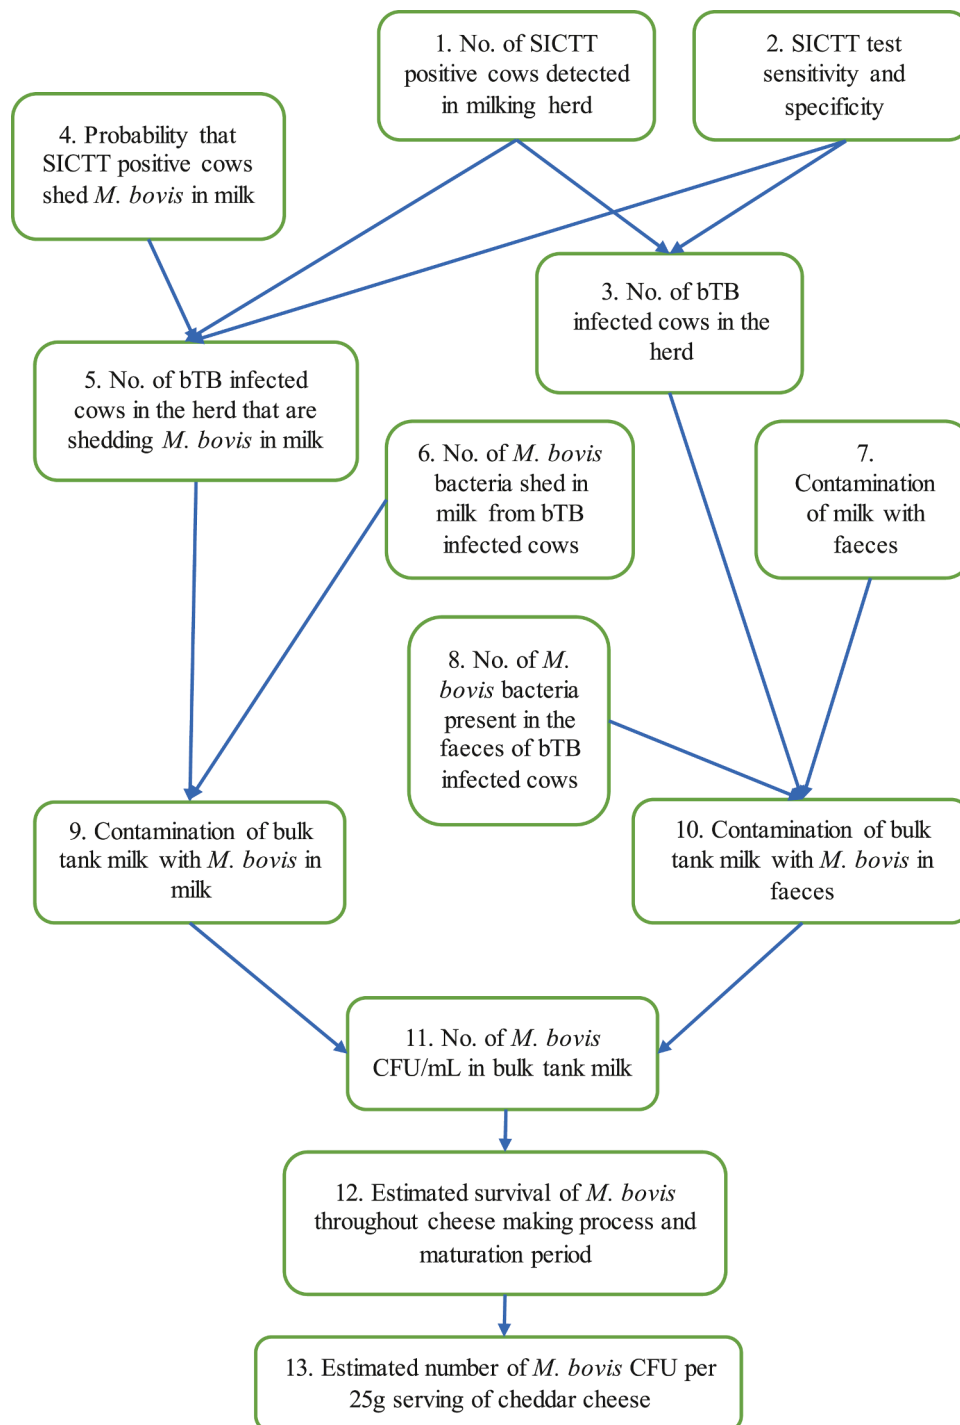 1. No. of SICTT
positive cows detected
in milking herd
2. SICTT test
sensitivity and
specificity
4. Probability that
SICTT positive cows
shed M. bovis in milk
3. No. of bTB
infected cows in the
herd
5. No. of bTB infected
cows in the herd that are
shedding M. bovis in milk
6. No. of M. bovis
bacteria shed in
milk from bTB
infected cows
7.
Contamination
of milk with
faeces
8. No. of M.
bovis bacteria
present in the
faeces of bTB
infected cows
9. Contamination of bulk
tank milk with M. bovis in
milk
10. Contamination of bulk
tank milk with M. bovis in
faeces
11. No. of M. bovis
CFU/mL in bulk tank milk
12. Estimated survival of M. bovis
throughout cheese making process and
maturation period
13. Estimated number of M. bovis CFU per
25g serving of cheddar cheese